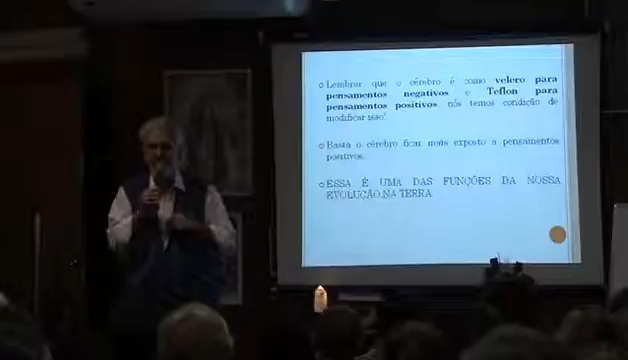 Lembrar que o cérebro é como velcro para
pensamentos negativos e Teflon para
pensamentos positivos, nós temos condição de
modificar isso!
Basta o cérebro ficar mais exposto a pensamentos
positivos.
ESSA É UMA DAS FUNÇÕES DA NOSSA
EVOLUÇÃO NA TERRA